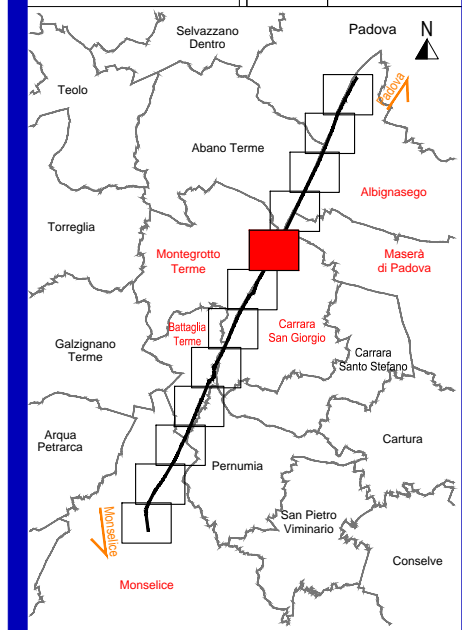 Selvazzano
Dentro
Padova
N
Teolo
Padova
Abano Terme
Albignasego
Torreglia
Montegrotto
Terme
Maserà
di Padova
Battaglia
Terme
Carrara
San Giorgio
Galzignano
Terme
Carrara
Santo Stefano
Arqua
Petrarca
Cartura
Pernumia
Monselice
San Pietro
Viminario
Conselve
Monselice